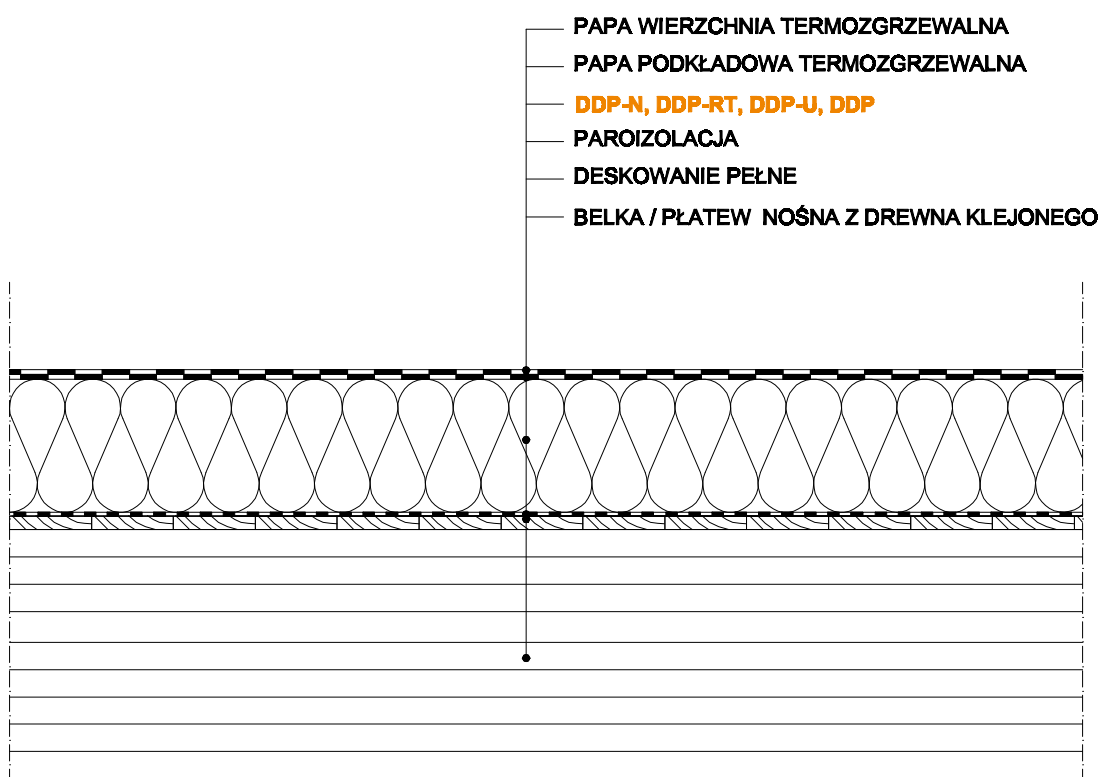 PAPA WIERZCHNIA TERMOZGRZEWALNA
PAPA PODKŁADOWA TERMOZGRZEWALNA
DDP-N, DDP-RT, DDP-U, DDP
PAROIZOLACJA
DESKOWANIE PEŁNE
BELKA / PŁATEW NOŚNA Z DREWNA KLEJONEGO